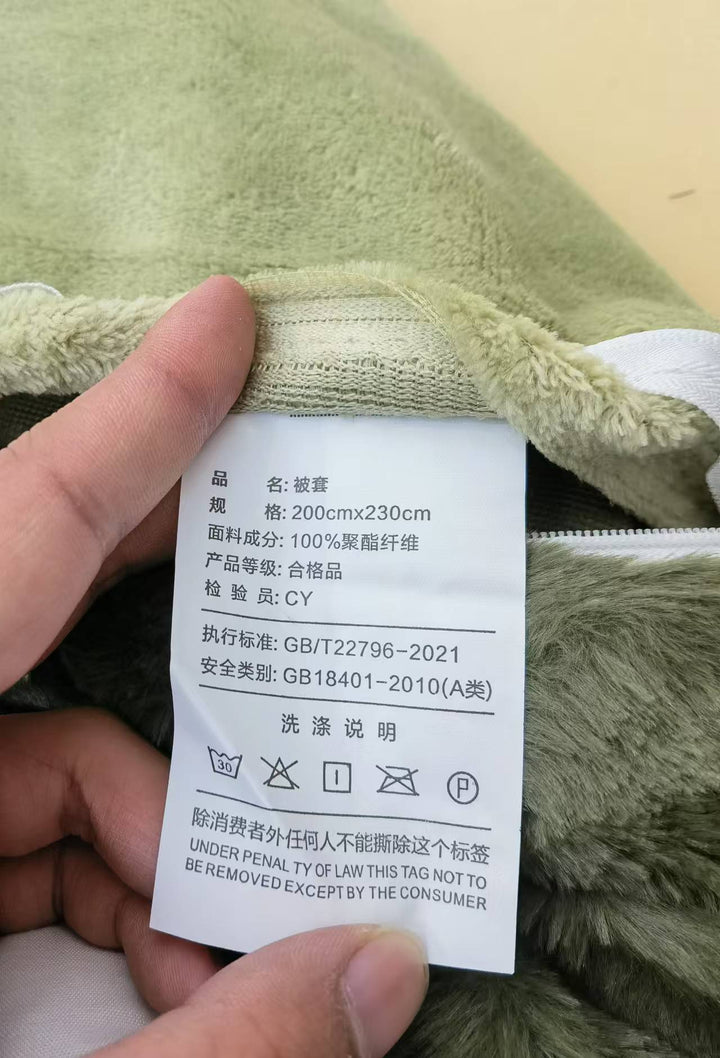 品 名: 被套
规 格: 200cmx230cm
面料成分: 100%聚酯纤维
产品等级: 合格品
检 验 员: CY
执行标准: GB/T22796-2021
安全类别: GB18401-2010(A类)
洗 涤 说 明
30
P
除消费者外任何人不能撕除这个标签
UNDER PENAL TY OF LAW THIS TAG NOT TO
BE REMOVED EXCEPT BY THE CONSUMER